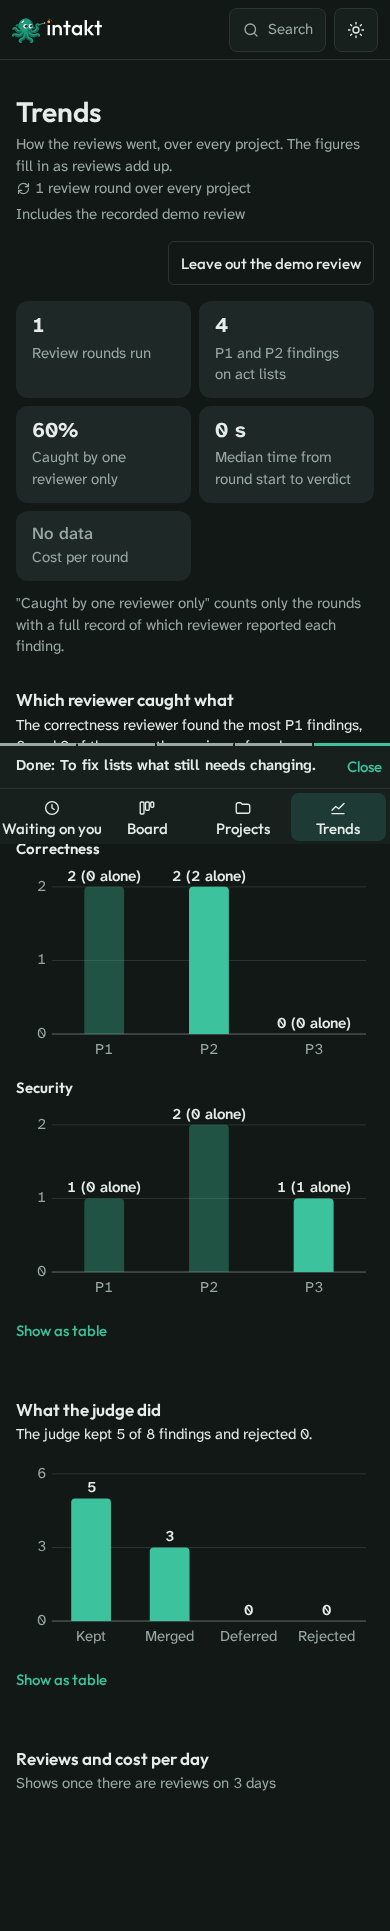 intakt
Search
Trends
How the reviews went, over every project. The figures
fill in as reviews add up.
1 review round over every project
Includes the recorded demo review
Leave out the demo review
1
Review rounds run
4
P1 and P2 findings
on act lists
60%
Caught by one
reviewer only
0 s
Median time from
round start to verdict
No data
Cost per round
"Caught by one reviewer only" counts only the rounds
with a full record of which reviewer reported each
finding.
Which reviewer caught what
The correctness reviewer found the most P1 findings,
Done: To fix lists what still needs changing.
Close
Waiting on you
Board
Projects
Trends
Correctness
2 (0 alone)
2 (2 alone)
2
1
0 (0 alone)
0
P1
P2
P3
Security
2 (0 alone)
2
1 (0 alone)
1 (1 alone)
1
0
P1
P2
P3
Show as table
What the judge did
The judge kept 5 of 8 findings and rejected 0.
6
5
3
3
0
0
0
Kept
Merged
Deferred
Rejected
Show as table
Reviews and cost per day
Shows once there are reviews on 3 days